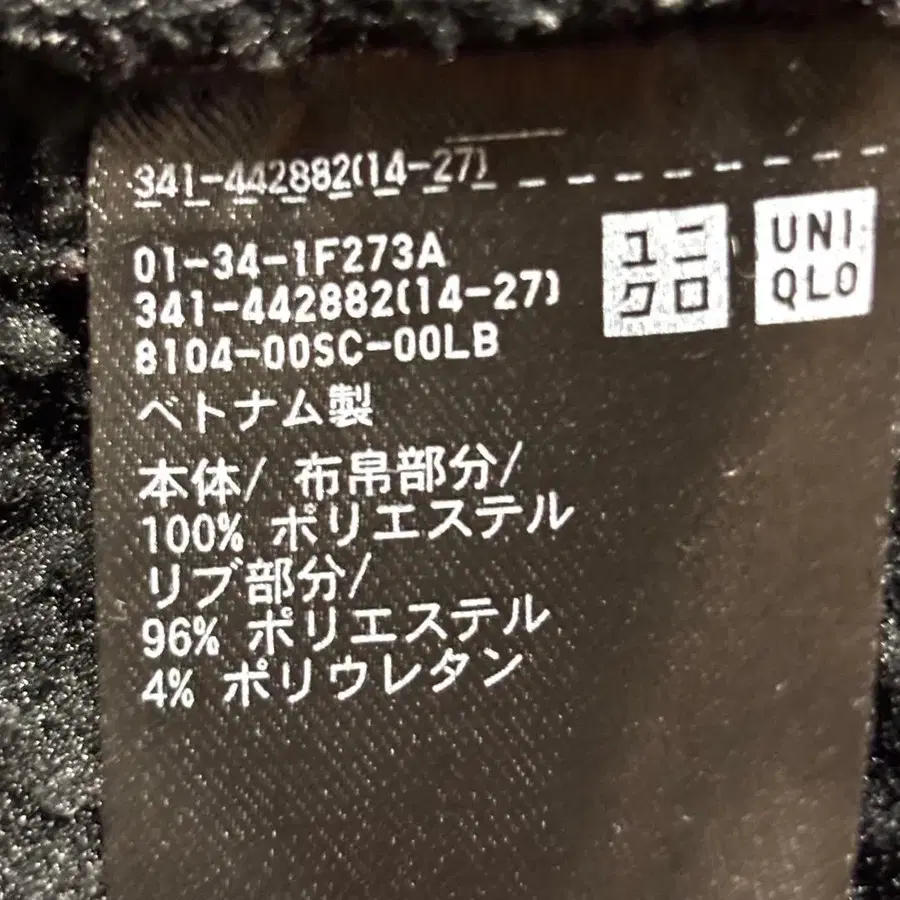 341-442882(14-27)
01-34-1F273A
341-442882(14-27)
8104-00SC-00LB
ユニ
クロ
UNI
QLO
ベトナム製
本体/ 布帛部分/
100% ポリエステル
リブ部分/
96% ポリエステル
4% ポリウレタン